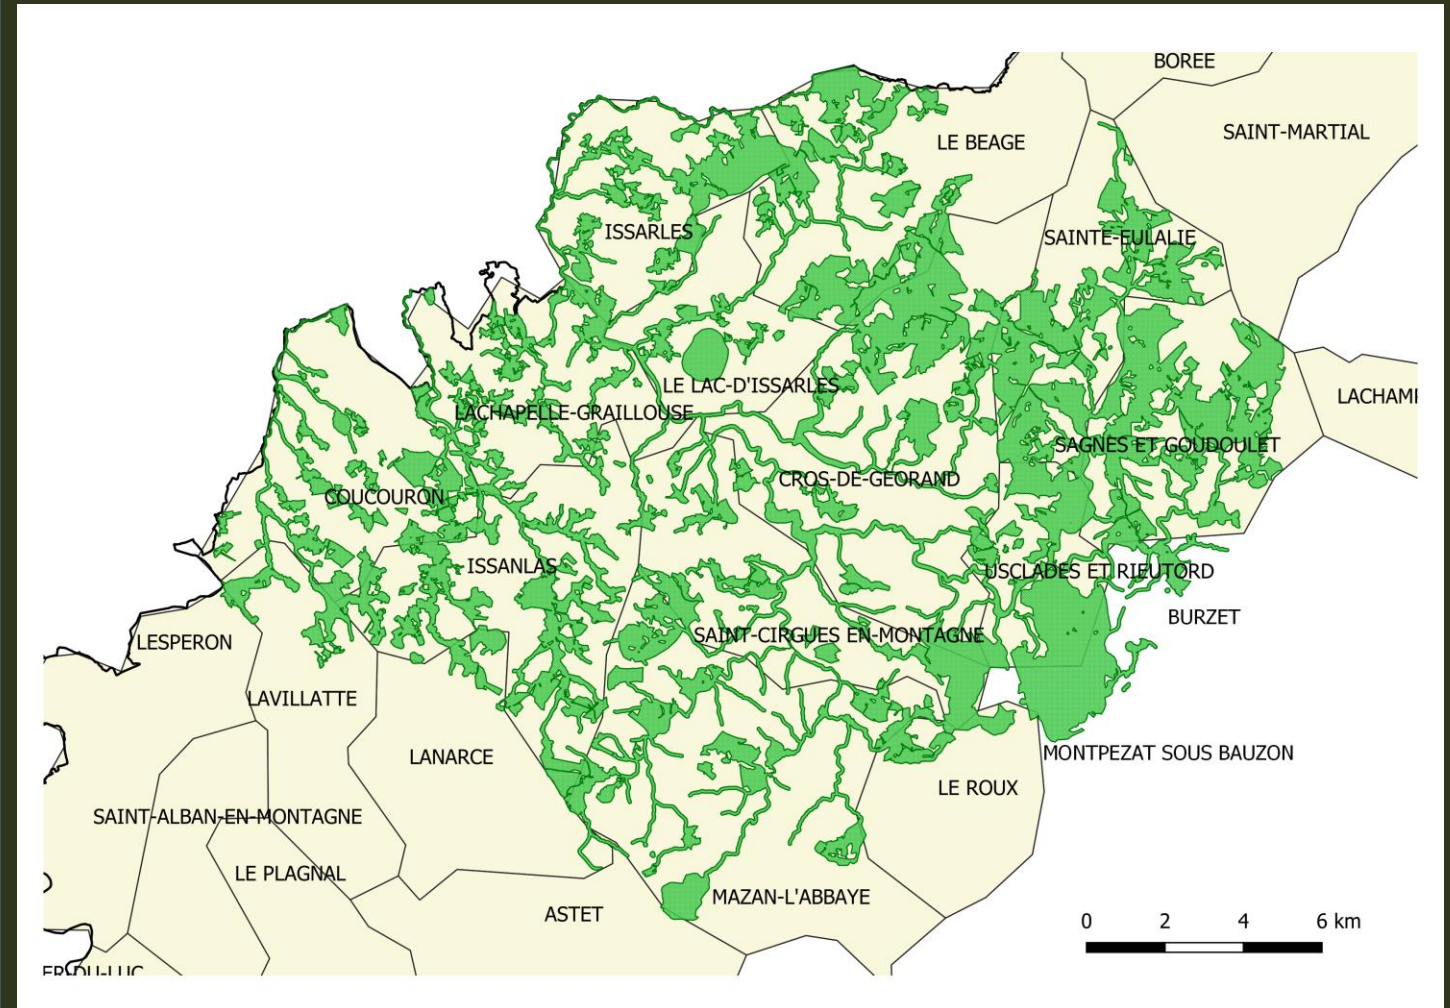 BOREE
SAINT-MARTIAL
LE BEAGE
ISSARLES
SAINTE-EULALIE
LE LAC-D'ISSARLES
LACHAPELLE-GRAILLOUSE
SAGNES ET GOUDOULET
CROS-DE-GEORAND
COUCOURON
ISSANLAS
USCLADES ET RIEUTORD
BURZET
LESPERON
SAINT-CIRGUES EN-MONTAGNE
LAVILLATTE
LANARCE
MONTPEZAT SOUS BAUZON
LE ROUX
SAINT-ALBAN-EN-MONTAGNE
LE PLAGNAL
ASTET
MAZAN-L'ABBAYE
0 2 4 6 km